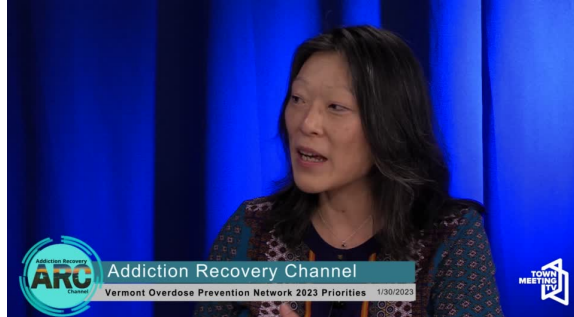 Addiction Recovery
ARC
Channel
Addiction Recovery Channel
Vermont Overdose Prevention Network 2023 Priorities 1/30/2023
TOWN
MEETING
TV